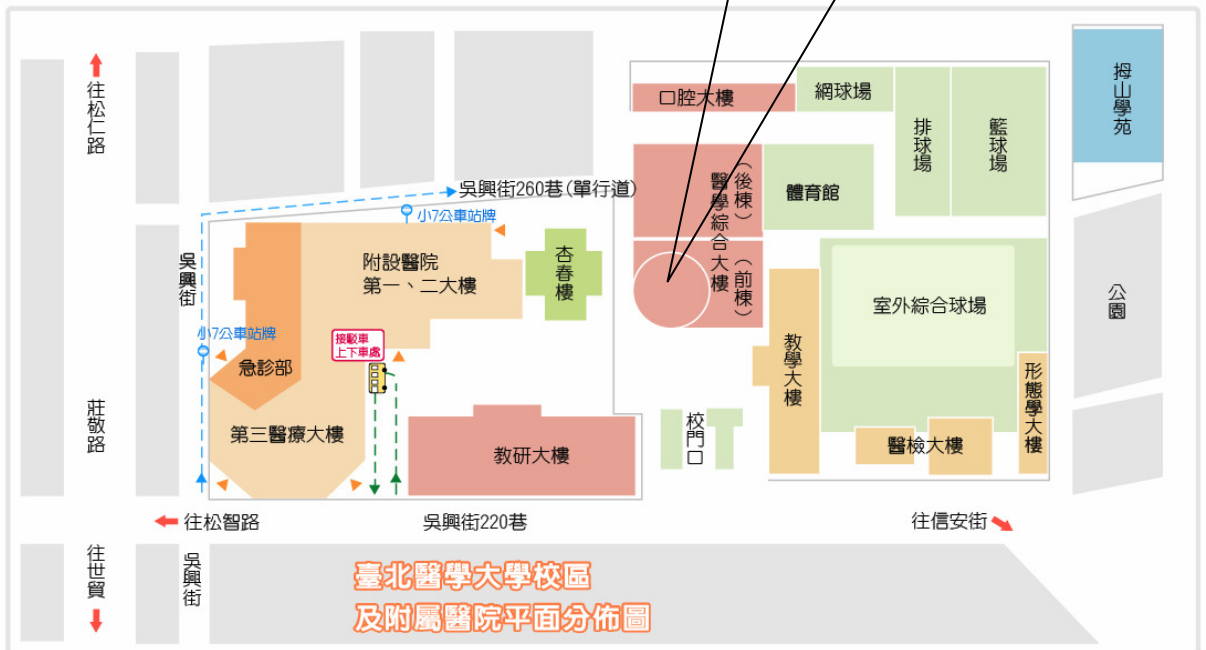 往松仁路
口腔大樓
網球場
排球場
籃球場
拇山學苑
吳興街260巷(單行道)
小7公車站牌
醫學綜合大樓
(後棟)
(前棟)
體育館
吳興街
附設醫院
第一、二大樓
杏春樓
室外綜合球場
公園
小7公車站牌
接駁車
上下車處
急診部
教學大樓
形態學大樓
莊敬路
第三醫療大樓
教研大樓
校門口
醫檢大樓
往松智路
吳興街220巷
往信安街
往世貿
吳興街
臺北醫學大學校區
及附屬醫院平面分佈圖